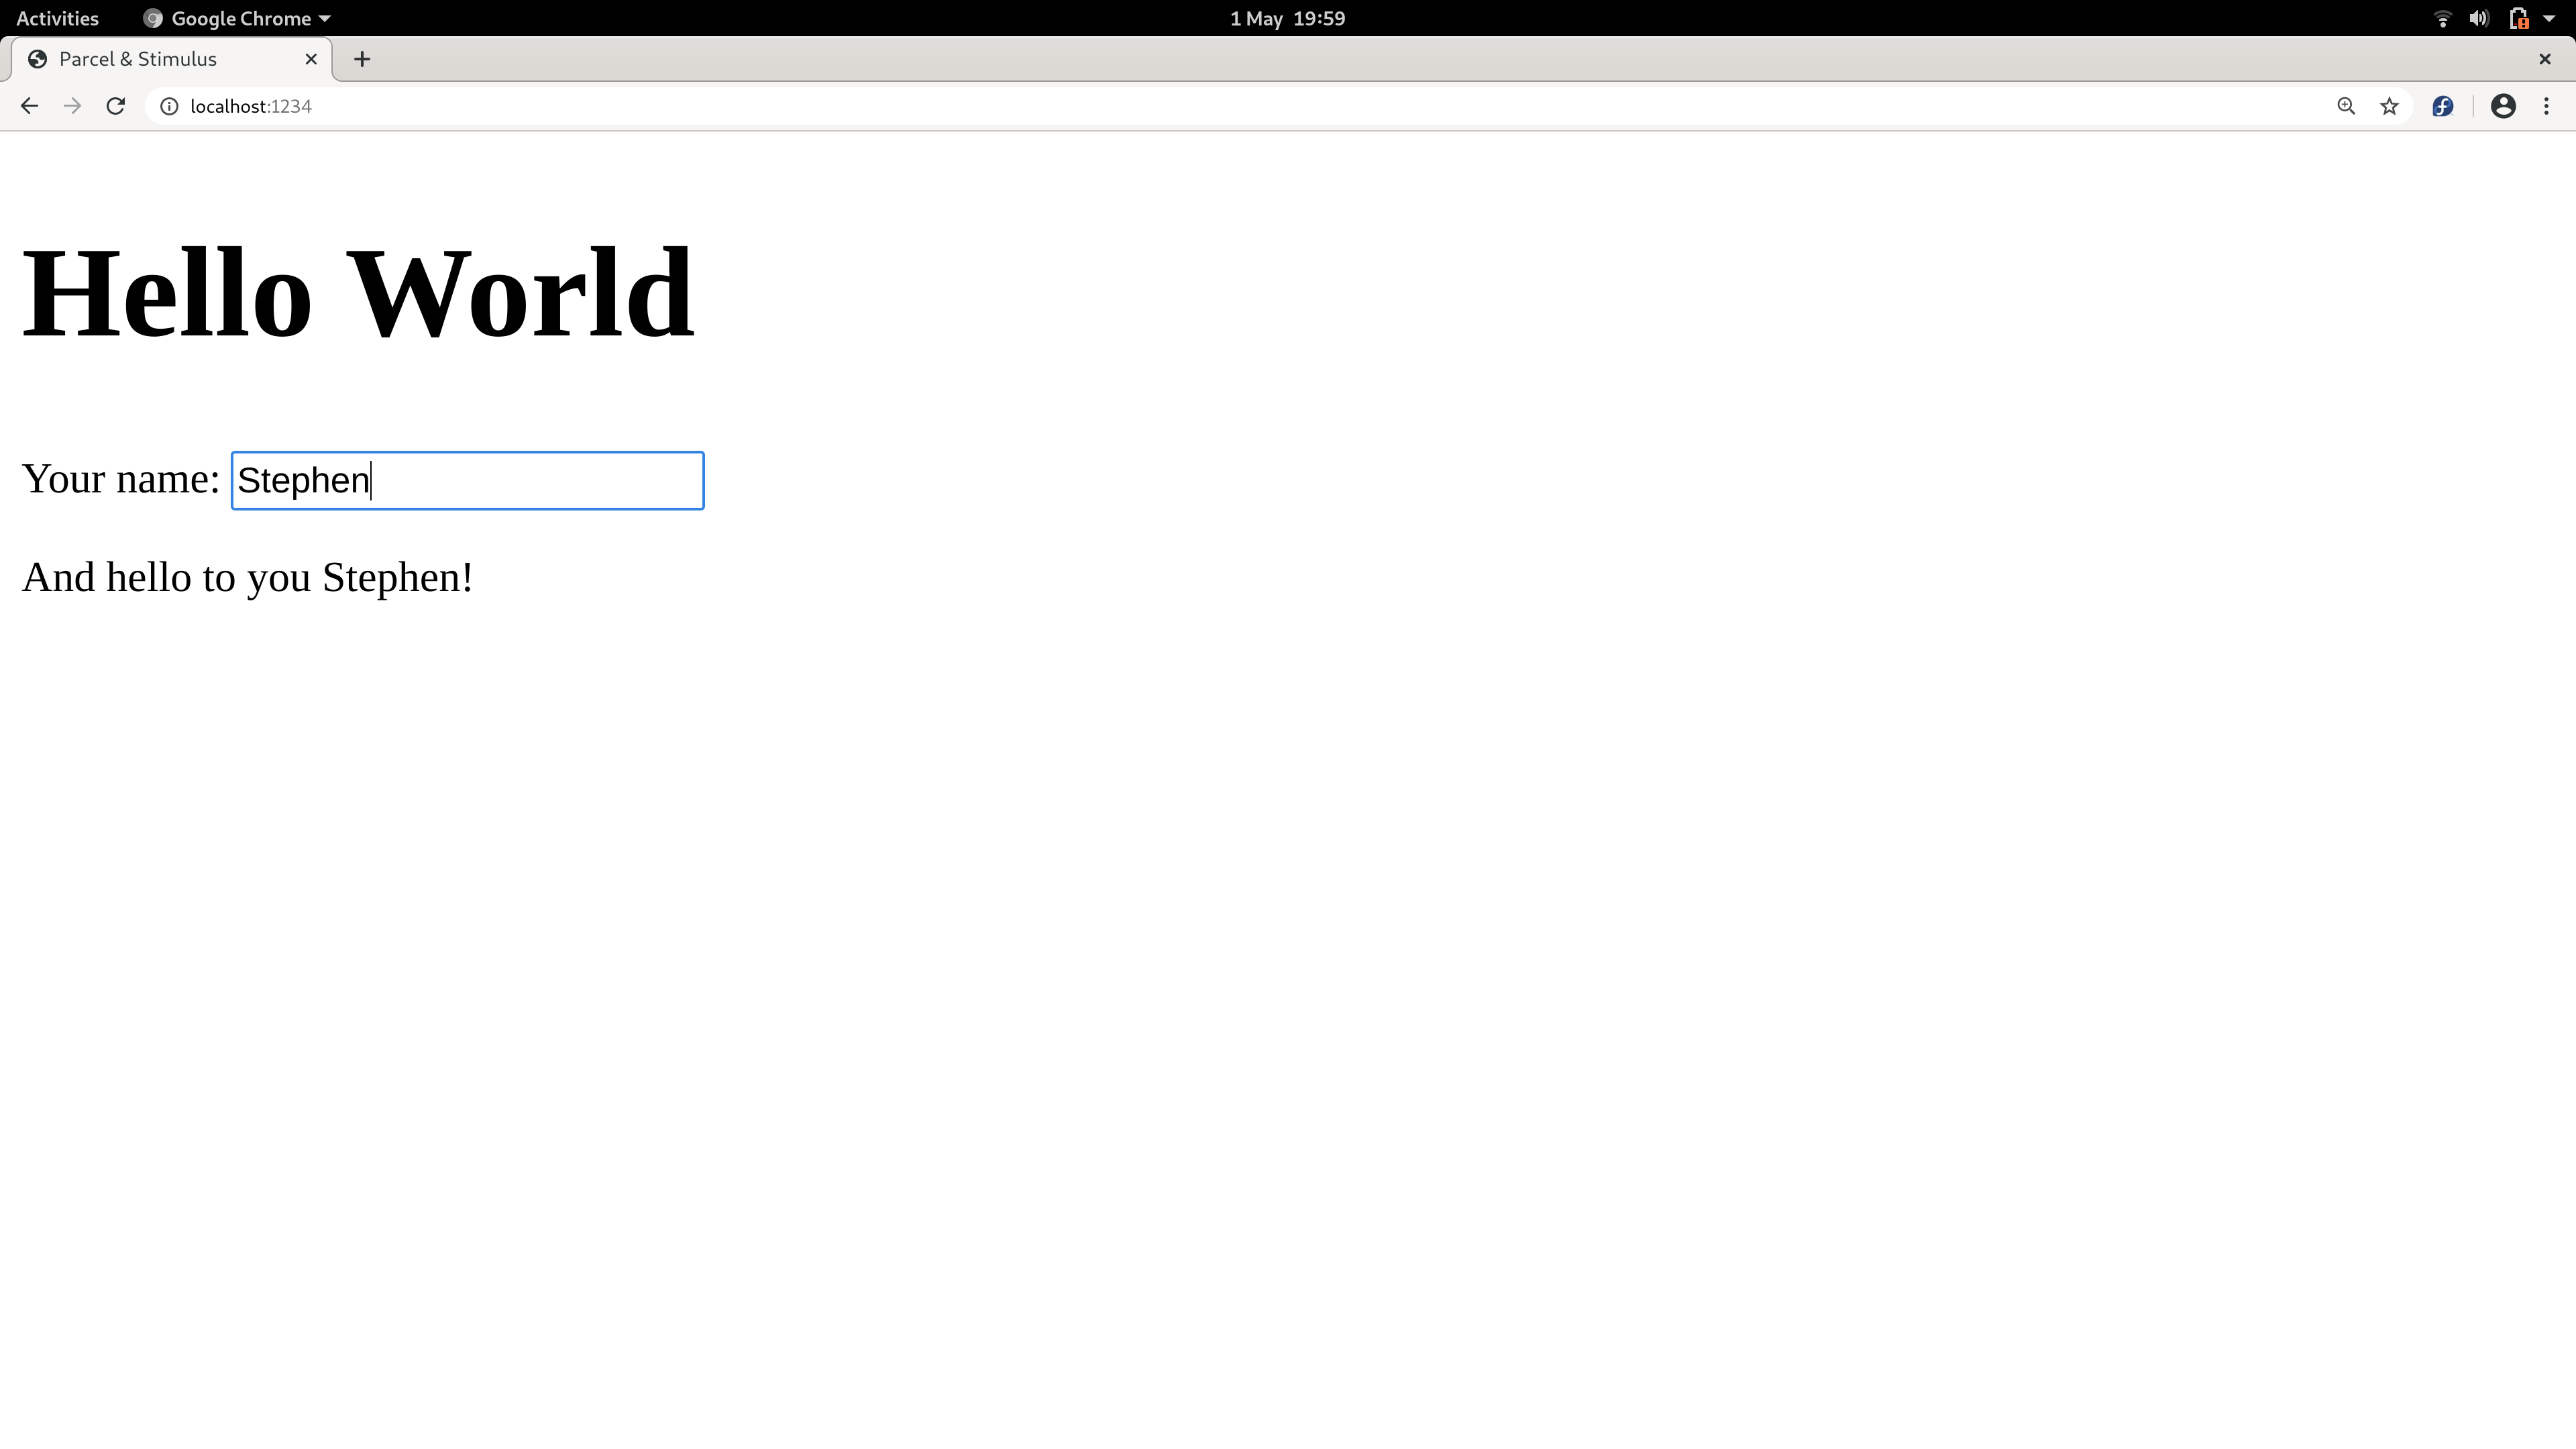 Activities Google Chrome 1 May 19:59
Parcel & Stimulus
localhost:1234
Hello World
Your name: Stephen
And hello to you Stephen!